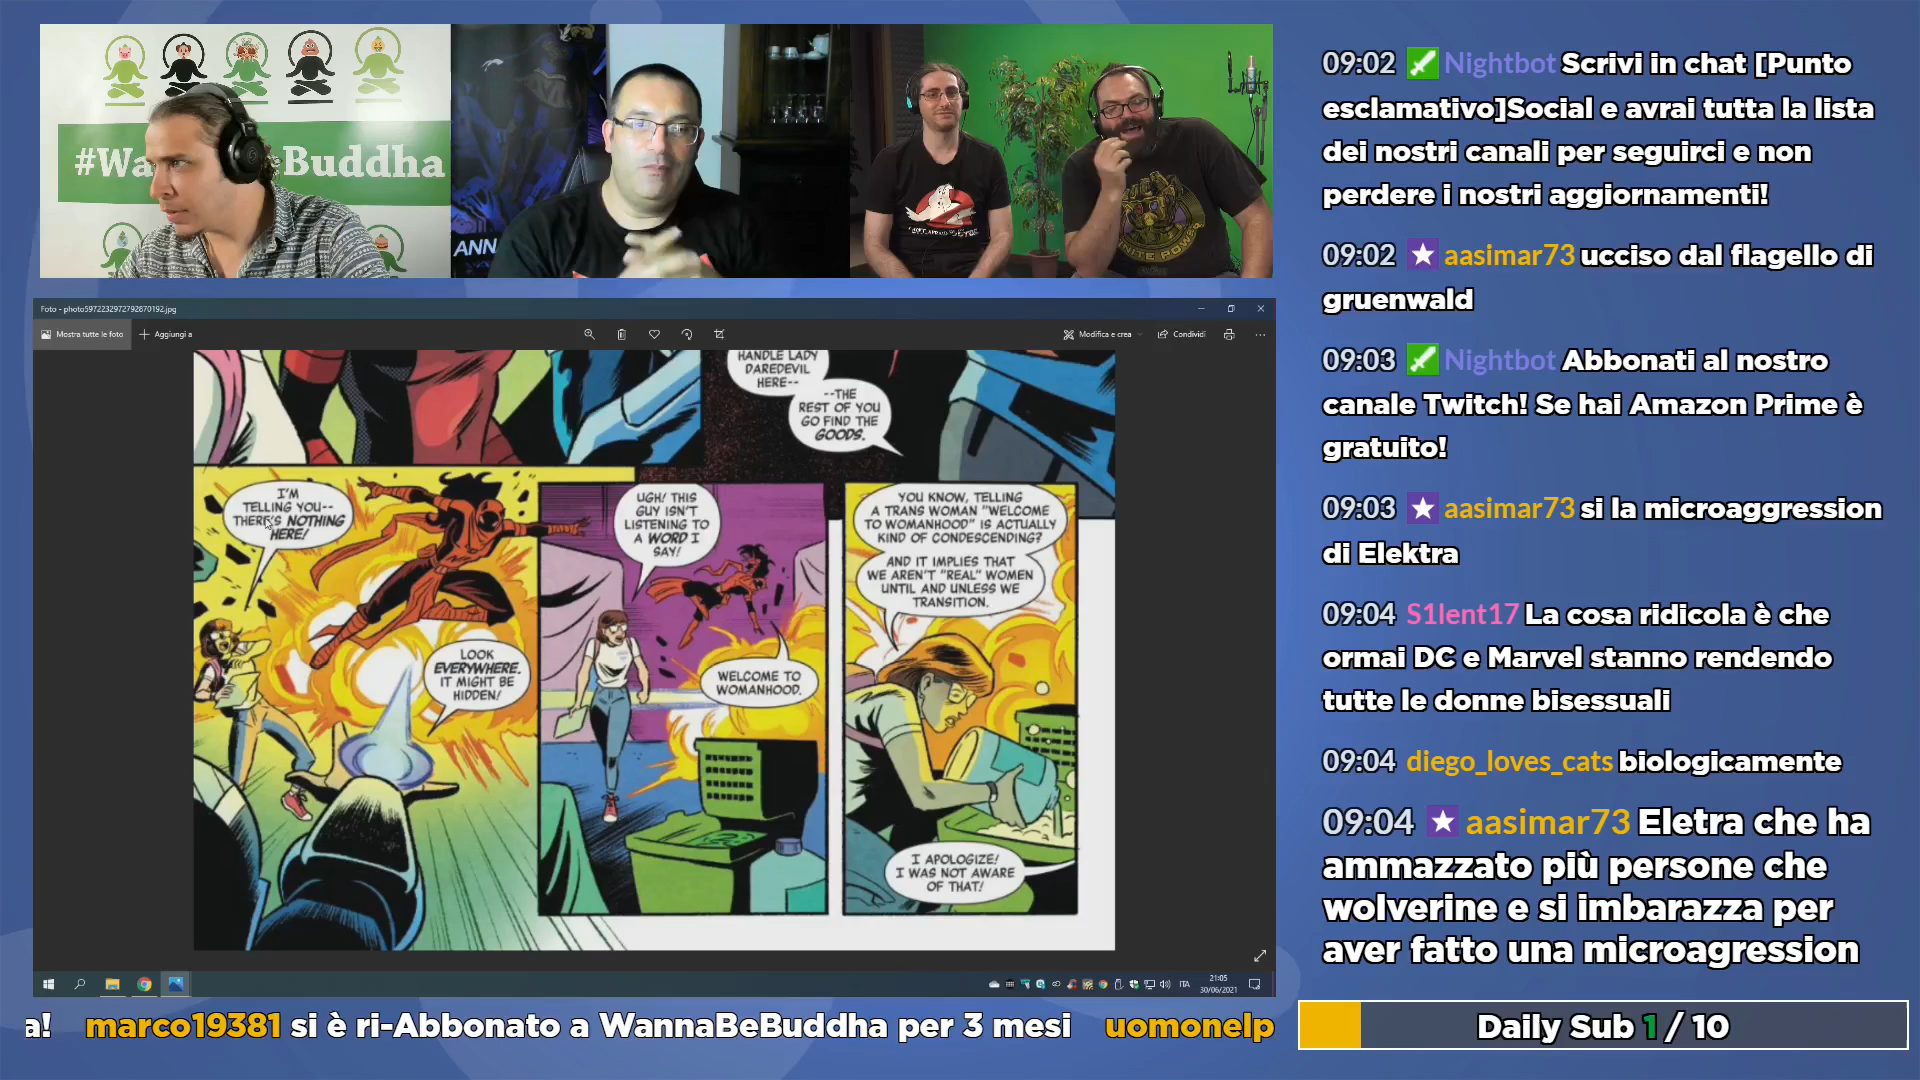 #Wa
eBuddha
ANN
Foto - photo5972232972792870192.jpg
Mostra tutte le foto
Aggiungi a
Modifica e crea
Condividi
HANDLE LADY
DAREDEVIL
HERE--
--THE
REST OF YOU
GO FIND THE
GOODS.
I'M
TELLING YOU--
THERE'S NOTHING
HERE!
LOOK
EVERYWHERE.
IT MIGHT BE
HIDDEN!
UGH! THIS
GUY ISN'T
LISTENING TO
A WORD I
SAY!
WELCOME TO
WOMANHOOD.
YOU KNOW, TELLING
A TRANS WOMAN "WELCOME
TO WOMANHOOD" IS ACTUALLY
KIND OF CONDESCENDING?
AND IT IMPLIES THAT
WE AREN'T "REAL" WOMEN
UNTIL AND UNLESS WE
TRANSITION.
I APOLOGIZE!
I WAS NOT AWARE
OF THAT!
ITA
21:05
30/06/2021
a! marco19381 si è ri-Abbonato a WannaBeBuddha per 3 mesi uomonelp
09:02 Nightbot Scrivi in chat [Punto
esclamativo]Social e avrai tutta la lista
dei nostri canali per seguirci e non
perdere i nostri aggiornamenti!
09:02 aasimar73 ucciso dal flagello di
gruenwald
09:03 Nightbot Abbonati al nostro
canale Twitch! Se hai Amazon Prime è
gratuito!
09:03 aasimar73 si la microaggression
di Elektra
09:04 S1lent17 La cosa ridicola è che
ormai DC e Marvel stanno rendendo
tutte le donne bisessuali
09:04 diego_loves_cats biologicamente
09:04 aasimar73 Eletra che ha
ammazzato più persone che
wolverine e si imbarazza per
aver fatto una microagression
Daily Sub 1 / 10